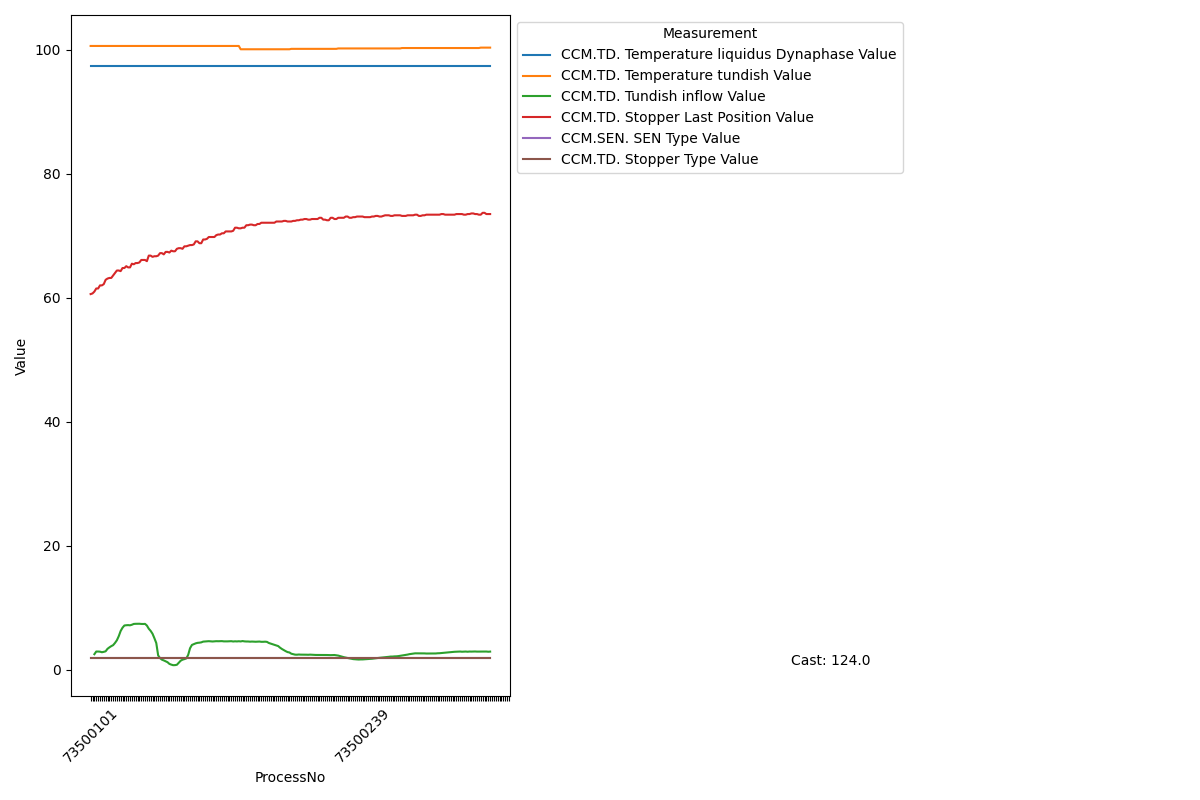 Measurement
CCM.TD. Temperature liquidus Dynaphase Value
CCM.TD. Temperature tundish Value
CCM.TD. Tundish inflow Value
CCM.TD. Stopper Last Position Value
CCM.SEN. SEN Type Value
CCM.TD. Stopper Type Value
100
80
60
40
20
0
Value
73500101
73500239
ProcessNo
Cast: 124.0